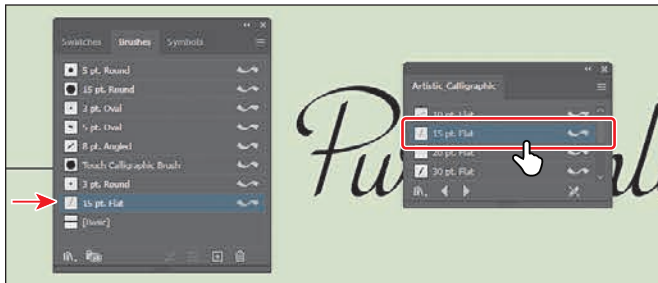 Swatches Brushes Symbols
5 pt. Round
15 pt. Round
3 pt. Oval
5 pt. Oval
8 pt. Angled
Touch Calligraphic Brush
3 pt. Round
15 pt. Flat
[Basic]
Artistic_Calligraphic
10 pt. Flat
15 pt. Flat
20 pt. Flat
30 pt. Flat